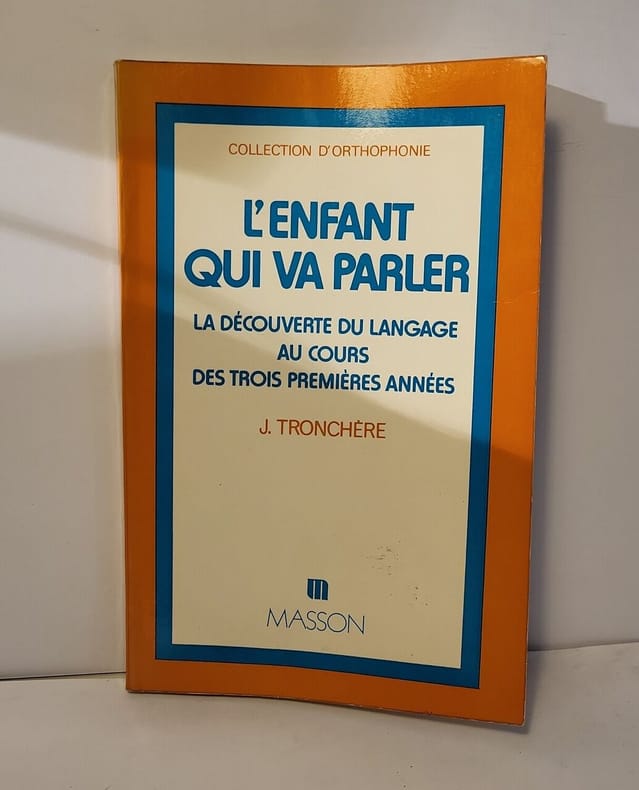 COLLECTION D'ORTHOPHONIE
L'ENFANT
QUI VA PARLER
LA DÉCOUVERTE DU LANGAGE
AU COURS
DES TROIS PREMIÈRES ANNÉES
J. TRONCHÈRE
m
MASSON